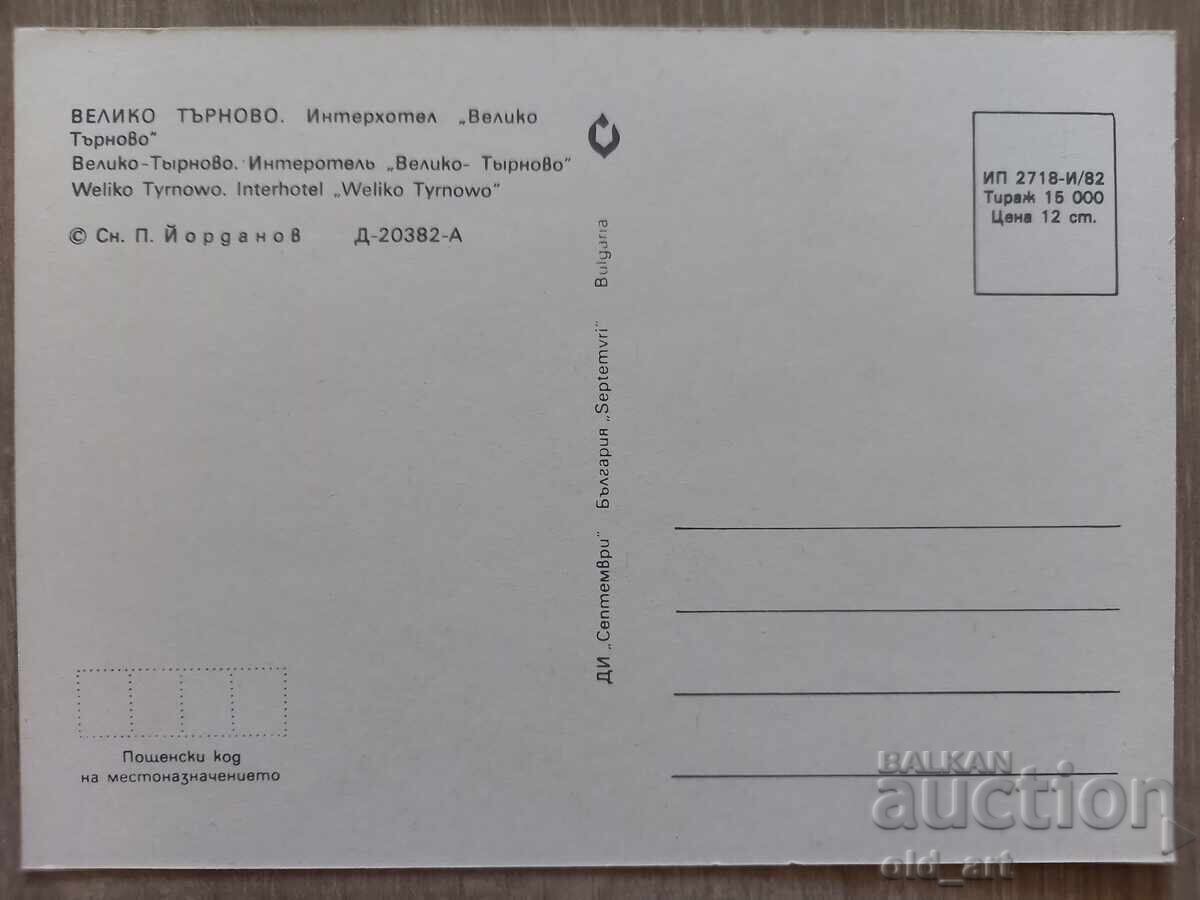 ВЕЛИКО ТЪРНОВО. Интерхотел „Велико
Търново"
Велико-Тырново. Интеротель „Велико- Тырново"
Weliko Tyrnowo. Interhotel „Weliko Tyrnowo"
© Сн. П. Йорданов Д-20382-А
ДИ „Септември" България „Septemvri" Bulgaria
ИП 2718-И/82
Тираж 15 000
Цена 12 ст.
Пощенски код
на местоназначението
BALKAN
auction
old_art